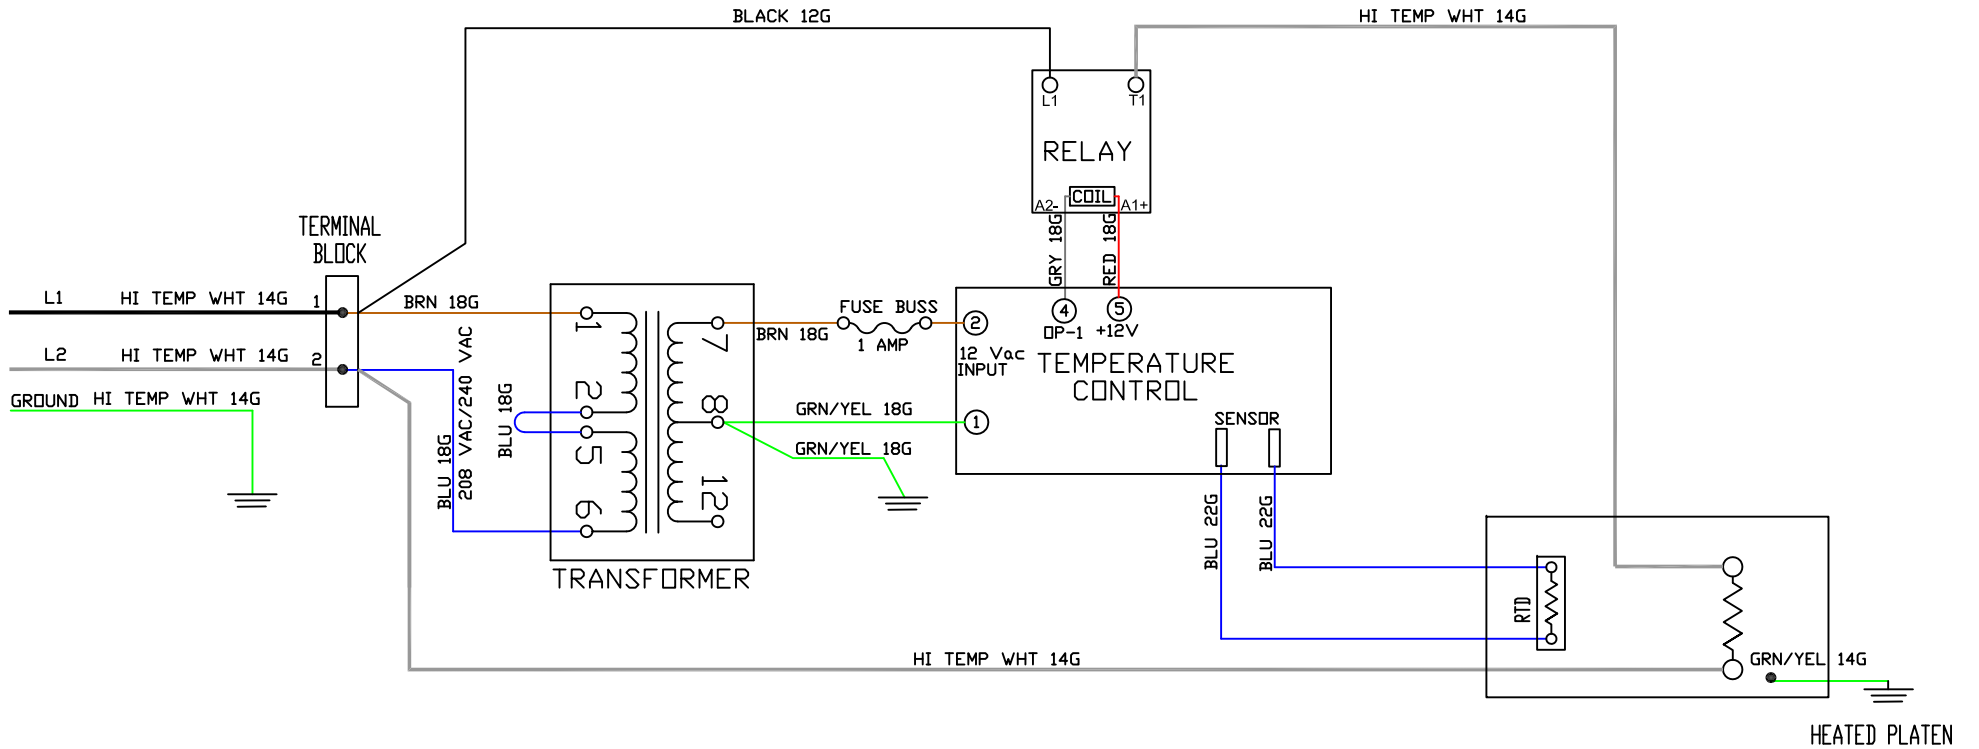 BLACK 12G
HI TEMP WHT 14G
L1
T1
RELAY
COIL
A2-
A1+
GRY 18G
RED 18G
TERMINAL
BLOCK
L1
HI TEMP WHT 14G
1
BRN 18G
L2
HI TEMP WHT 14G
2
GROUND
HI TEMP WHT 14G
BLU 18G
208 VAC/240 VAC
BLU 18G
1
2
5
6
7
8
12
TRANSFORMER
BRN 18G
FUSE BUSS
1 AMP
GRN/YEL 18G
GRN/YEL 18G
2
12 Vac
INPUT
1
4
OP-1
5
+12V
TEMPERATURE
CONTROL
SENSOR
BLU 22G
BLU 22G
RTD
HI TEMP WHT 14G
GRN/YEL 14G
HEATED PLATEN